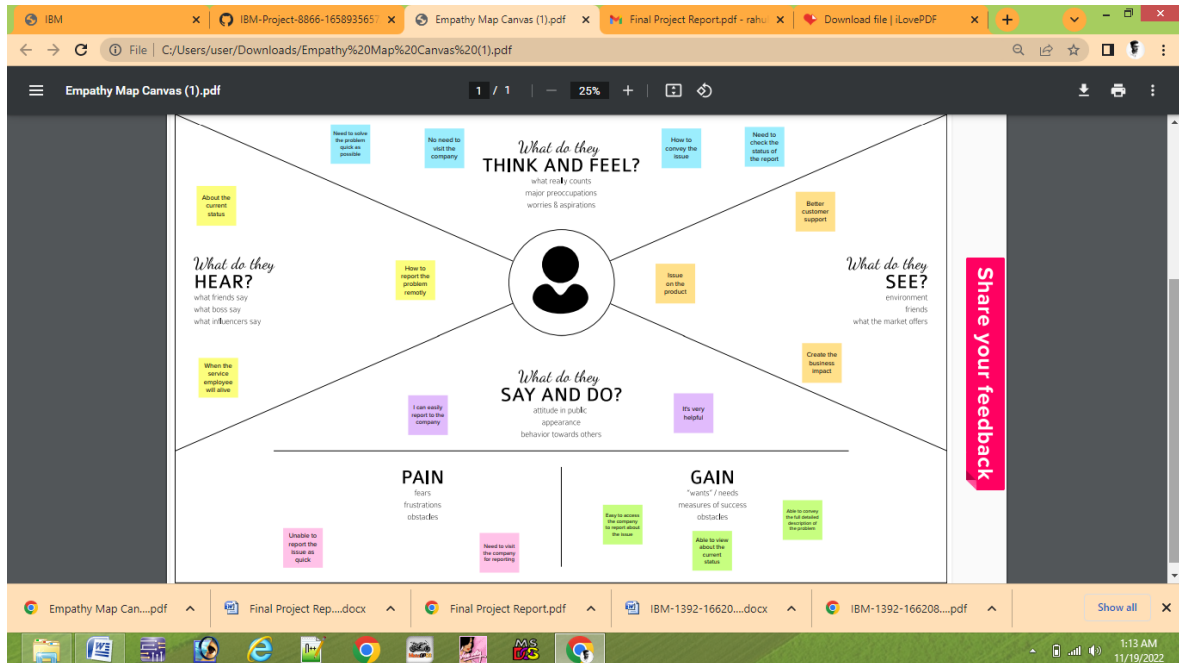 IBM
IBM-Project-8866-1658935657
Empathy Map Canvas (1).pdf
Final Project Report.pdf - rahu
Download file | iLovePDF
File | C:/Users/user/Downloads/Empathy%20Map%20Canvas%20(1).pdf
Empathy Map Canvas (1).pdf
1 / 1
25%
Need to solve
the problem
quick as
possible
No need to
visit the
company
What do they
THINK AND FEEL?
what really counts
major preoccupations
worries & aspirations
How to
convey the
issue
Need to
check the
status of
the report
About the
current
status
Better
customer
support
What do they
HEAR?
what friends say
what boss say
what influencers say
How to
report the
problem
remotly
Issue
on the
product
What do they
SEE?
environment
friends
what the market offers
When the
service
employee
will alive
Create the
business
impact
What do they
SAY AND DO?
attitude in public
appearance
behavior towards others
I can easily
report to the
company
It's very
helpful
Share your feedback
PAIN
fears
frustrations
obstacles
GAIN
"wants" / needs
measures of success
obstacles
Unable to
report the
issue as
quick
Need to visit
the company
for reporting
Easy to access
the company
to report about
the issue
Able to view
about the
current
status
Able to convey
the full detailed
description of
the problem
Empathy Map Can....pdf
Final Project Rep....docx
Final Project Report.pdf
IBM-1392-16620....docx
IBM-1392-166208....pdf
Show all
1:13 AM
11/19/2022